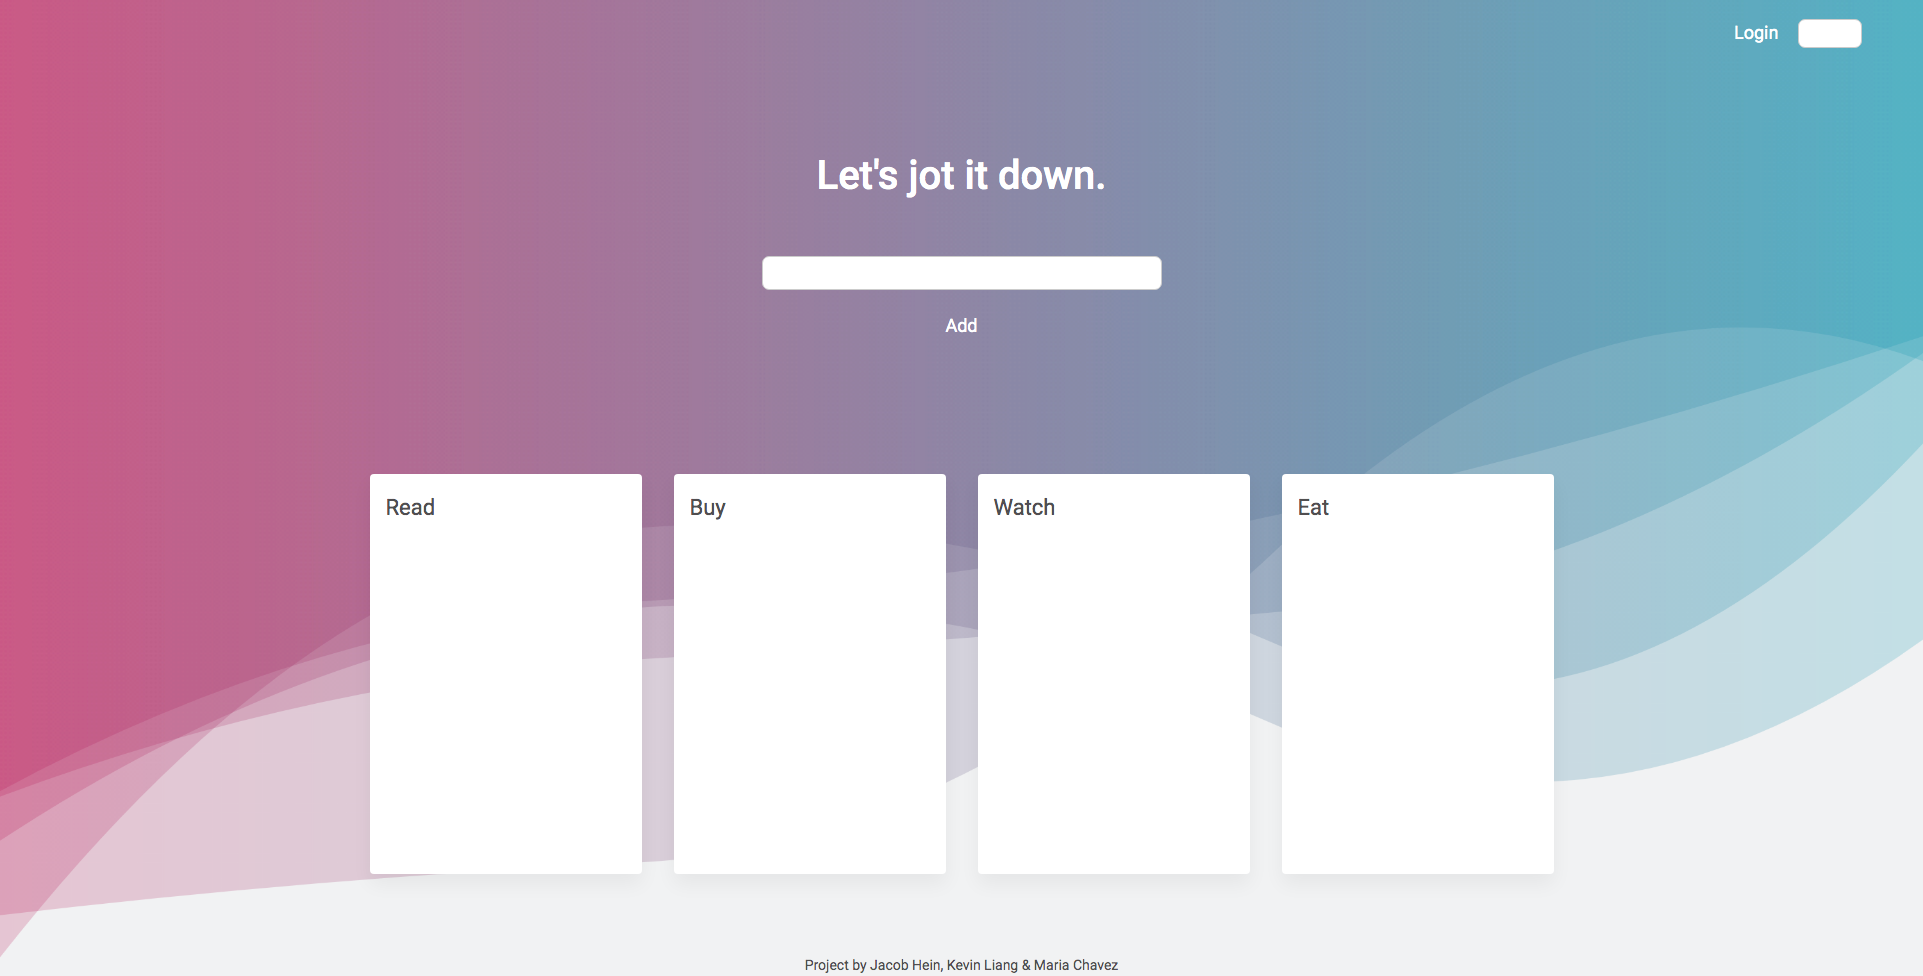 Login
Let's jot it down.
Add
Read
Buy
Watch
Eat
Project by Jacob Hein, Kevin Liang & Maria Chavez